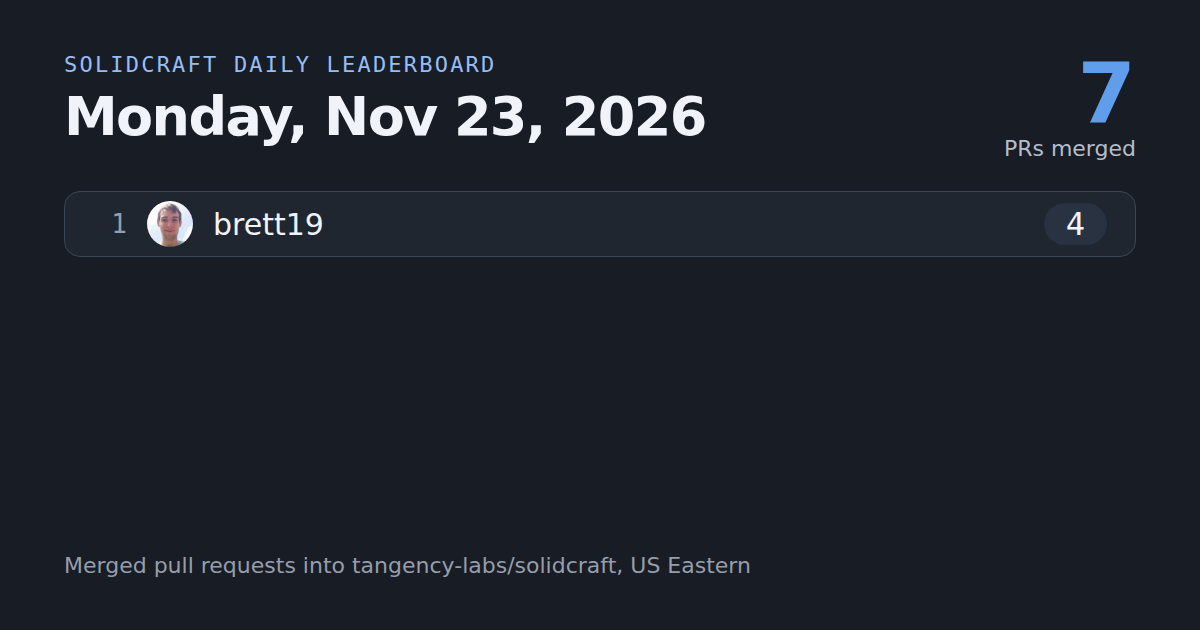 SOLIDCRAFT DAILY LEADERBOARD
Monday, Nov 23, 2026
7
PRs merged
1 brett19 4
Merged pull requests into tangency-labs/solidcraft, US Eastern